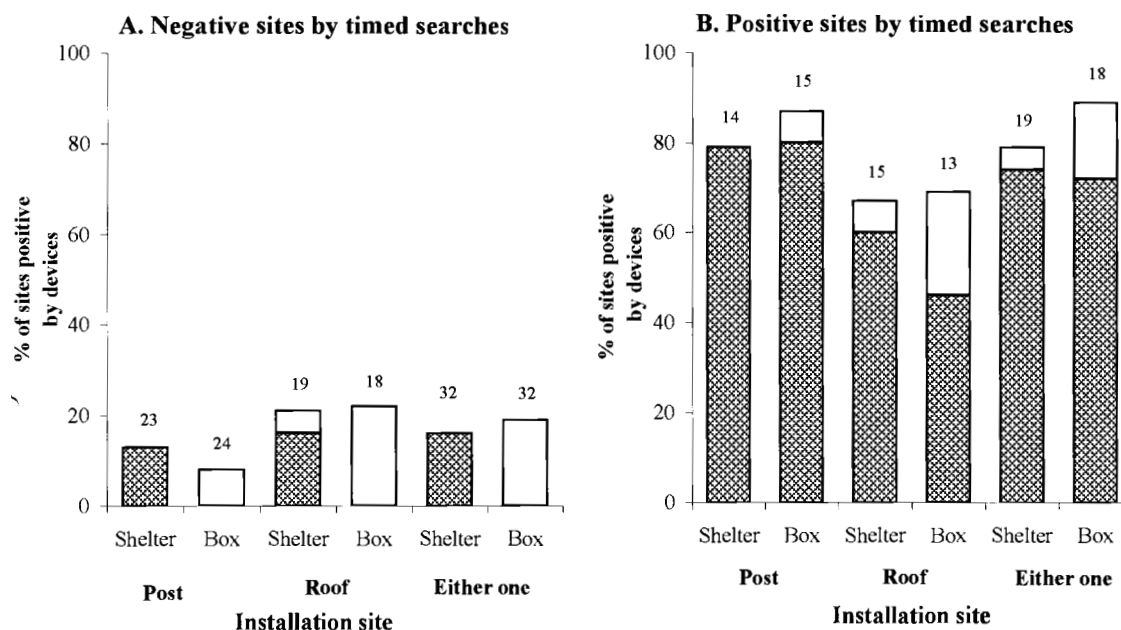 A. Negative sites by timed searches
100
80
60
40
20
0
% of sites positive
by devices
23
24
19
18
32
32
Shelter Box Shelter Box Shelter Box
Post Roof Either one
Installation site
B. Positive sites by timed searches
100
80
60
40
20
0
% of sites positive
by devices
14
15
15
13
19
18
Shelter Box Shelter Box Shelter Box
Post Roof Either one
Installation site